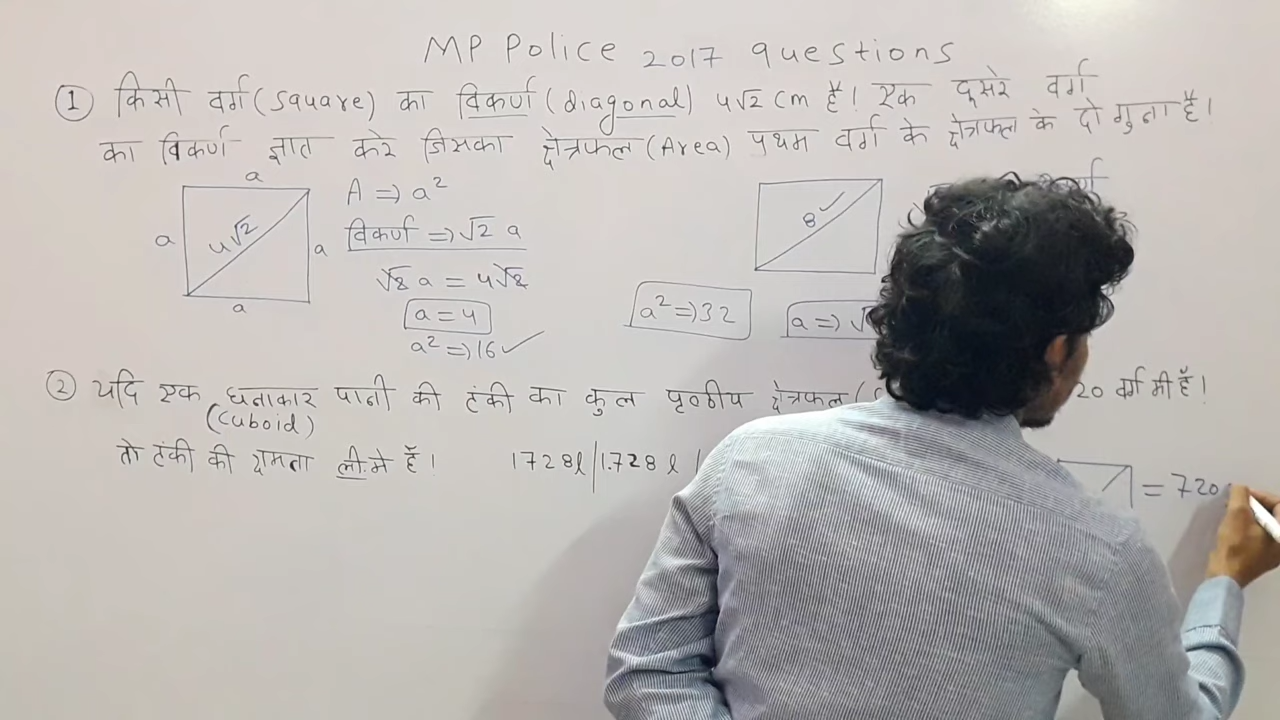 MP Police 2017 questions
① किसी वर्ग (square) का विकर्ण (diagonal) 4√2 cm है। एक दूसरे वर्ग
का विकर्ण ज्ञात करे जिसका क्षेत्रफल (Area) प्रथम वर्ग के क्षेत्रफल के दो गुना है।
a
a
4√2
a
a
A ⇒ a²
विकर्ण ⇒ √2 a
√2 a = 4√2
a = 4
a² ⇒ 16 ✓
8 ✓
a² ⇒ 32
a ⇒ √
② यदि एक घनाकार पानी की टंकी का कुल पृष्ठीय क्षेत्रफल ( 20 वर्ग मी है।
(Cuboid)
तो टंकी की क्षमता ली. मे है। 1728 l / 1.728 l /
= 720